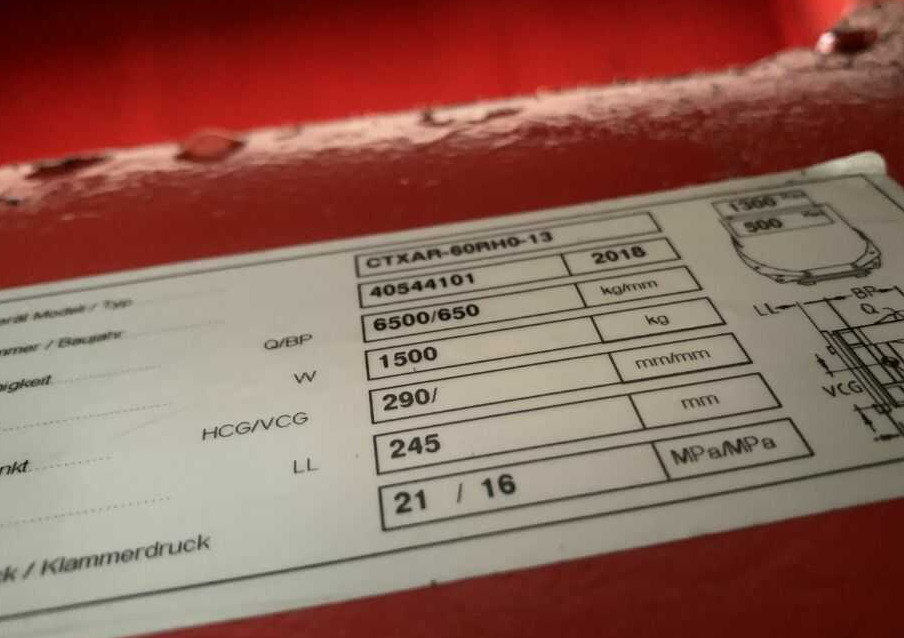 CTXAR-60RH0-13
Modell / Typ
40544101 2018
/ Baujahr
Q/BP 6500/650 kg/mm
W 1500 kg
HCG/VCG 290/ mm/mm
LL 245 mm
/ Klammerdruck 21 / 16 MPa/MPa
1300
500
LL BP
Q
VCG